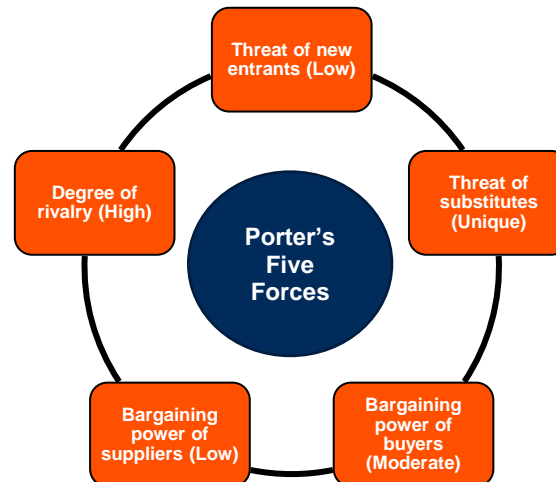 Threat of new
entrants (Low)
Degree of
rivalry (High)
Threat of
substitutes
(Unique)
Porter's
Five
Forces
Bargaining
power of
suppliers (Low)
Bargaining
power of
buyers
(Moderate)